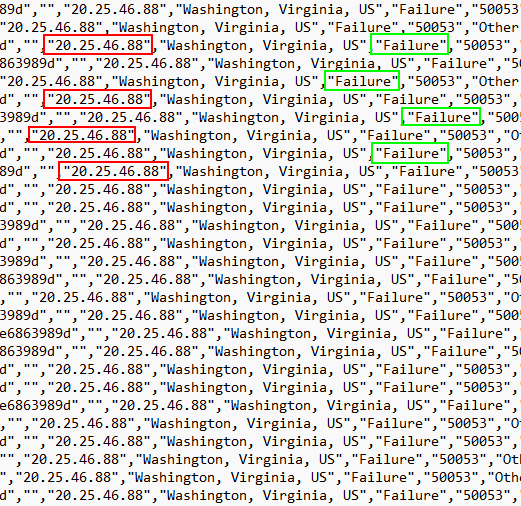 89d","","20.25.46.88","Washington, Virginia, US","Failure","50053"
"20.25.46.88","Washington, Virginia, US","Failure","50053","Other
d","","20.25.46.88","Washington, Virginia, US","Failure","50053",
863989d","","20.25.46.88","Washington, Virginia, US","Failure","5
"20.25.46.88","Washington, Virginia, US","Failure","50053","Other
d","","20.25.46.88","Washington, Virginia, US","Failure","50053",
3989d","","20.25.46.88","Washington, Virginia, US","Failure","500
"","20.25.46.88","Washington, Virginia, US","Failure","50053","Ot
d","","20.25.46.88","Washington, Virginia, US","Failure","50053",
89d","","20.25.46.88","Washington, Virginia, US","Failure","50053
3989d","","20.25.46.88","Washington, Virginia, US","Failure","500
d","","20.25.46.88","Washington, Virginia, US","Failure","50053",
d","","20.25.46.88","Washington, Virginia, US","Failure","50053",
d","","20.25.46.88","Washington, Virginia, US","Failure","50053",
3989d","","20.25.46.88","Washington, Virginia, US","Failure","500
863989d","","20.25.46.88","Washington, Virginia, US","Failure","5
,"","20.25.46.88","Washington, Virginia, US","Failure","50053","O
3989d","","20.25.46.88","Washington, Virginia, US","Failure","500
e6863989d","","20.25.46.88","Washington, Virginia, US","Failure",
89d","","20.25.46.88","Washington, Virginia, US","Failure","50053
d","","20.25.46.88","Washington, Virginia, US","Failure","50053",
d","","20.25.46.88","Washington, Virginia, US","Failure","50053",
e6863989d","","20.25.46.88","Washington, Virginia, US","Failure",
"","20.25.46.88","Washington, Virginia, US","Failure","50053","Ot
d","","20.25.46.88","Washington, Virginia, US","Failure","50053",
"","20.25.46.88","Washington, Virginia, US","Failure","50053","Ot
,"","20.25.46.88","Washington, Virginia, US","Failure","50053","O
d","","20.25.46.88","Washington, Virginia, US","Failure","50053",